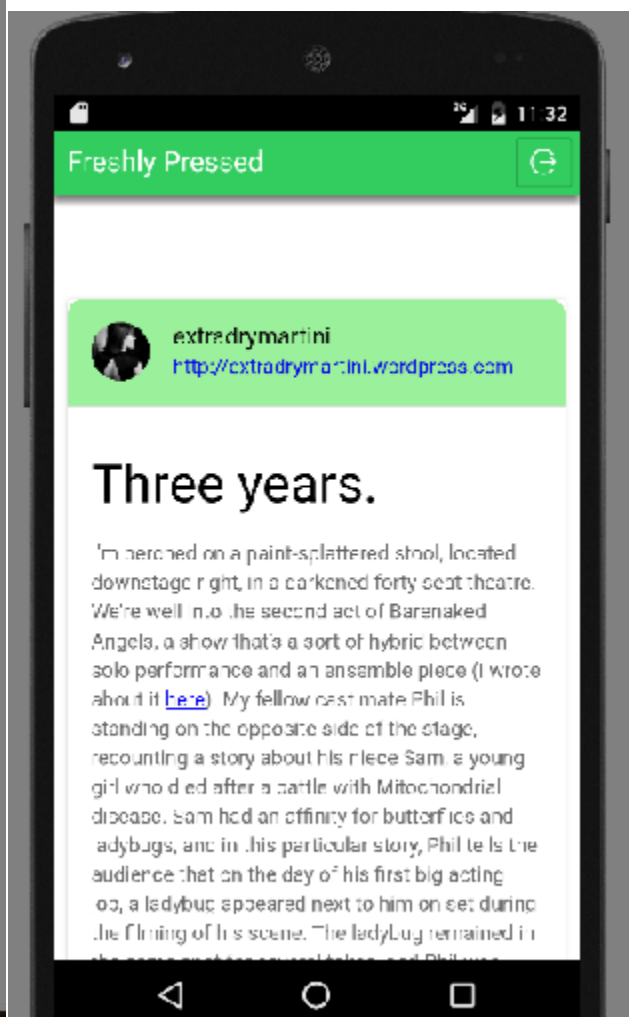 2G 11:32
Freshly Pressed
extradrymartini
http://extradrymartini.wordpress.com
Three years.
I'm perched on a paint-splattered stool, located
downstage right, in a darkened forty seat theatre.
We're well into the second act of Barenaked
Angels, a show that's a sort of hybrid between
solo performance and an ensemble piece (I wrote
about it here). My fellow cast mate Phil is
standing on the opposite side of the stage,
recounting a story about his niece Sam, a young
girl who died after a battle with Mitochondrial
disease. Sam had an affinity for butterflies and
ladybugs, and in this particular story, Phil tells the
audience that on the day of his first big acting
job, a ladybug appeared next to him on set during
the filming of his scene. The ladybug remained in